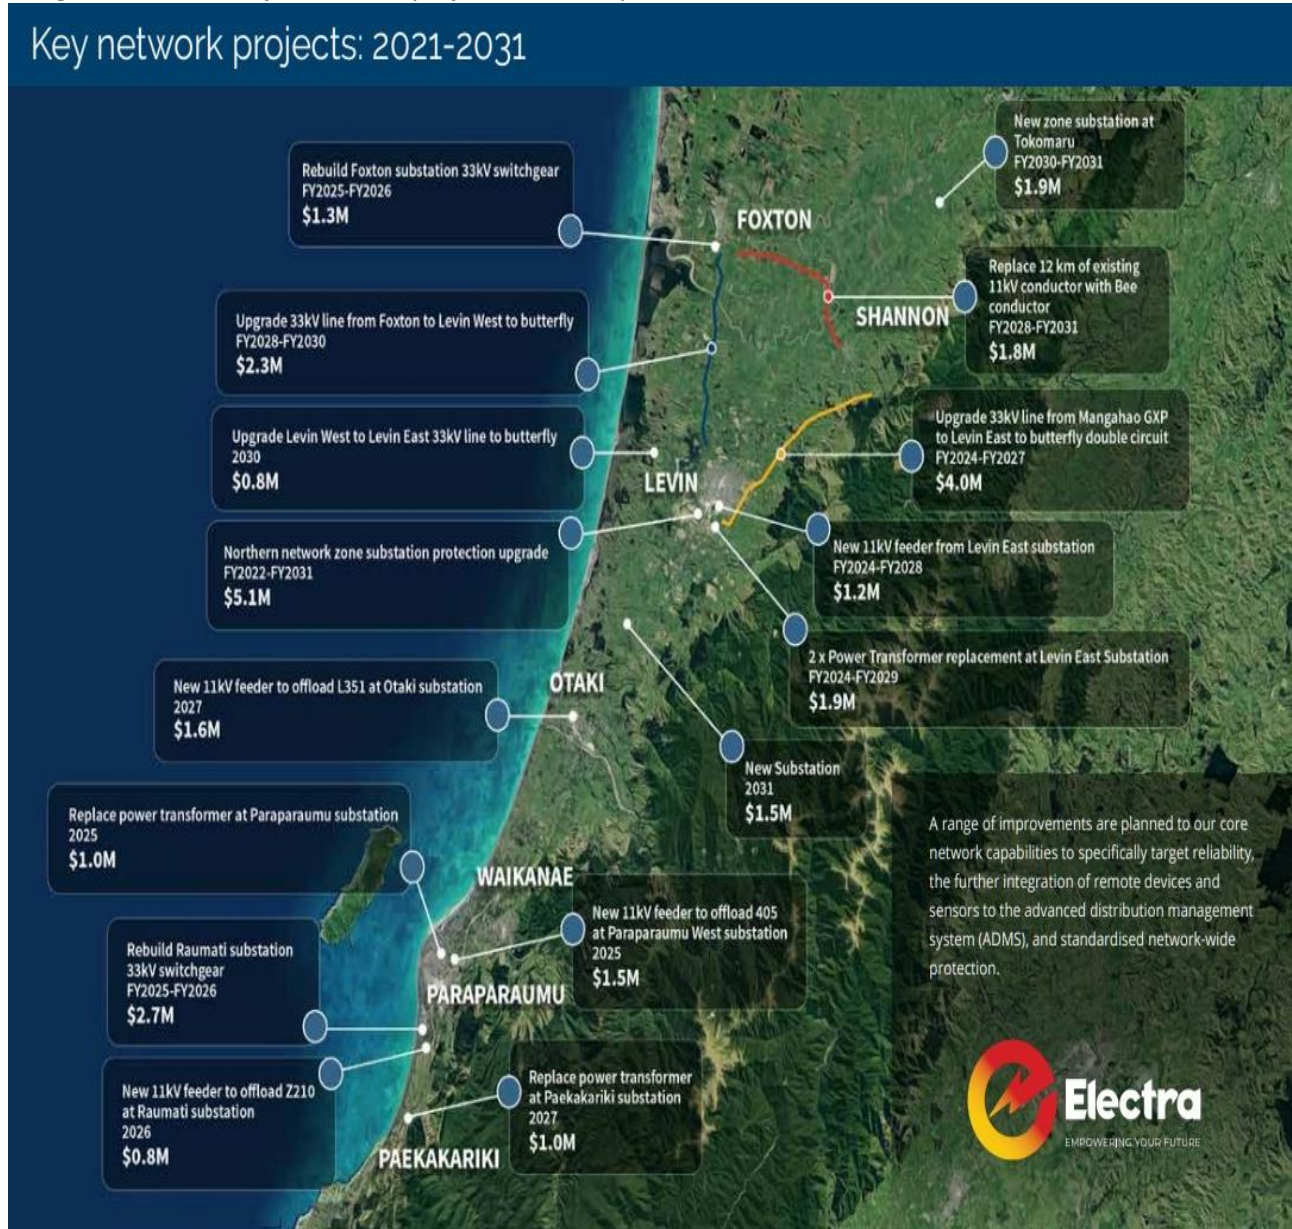 Key network projects: 2021-2031
New zone substation at
Tokomaru
FY2030-FY2031
$1.9M
Rebuild Foxton substation 33kV switchgear
FY2025-FY2026
$1.3M
FOXTON
Replace 12 km of existing
11kV conductor with Bee
conductor
FY2028-FY2031
$1.8M
SHANNON
Upgrade 33kV line from Foxton to Levin West to butterfly
FY2028-FY2030
$2.3M
Upgrade 33kV line from Mangahao GXP
to Levin East to butterfly double circuit
FY2024-FY2027
$4.0M
Upgrade Levin West to Levin East 33kV line to butterfly
2030
$0.8M
LEVIN
Northern network zone substation protection upgrade
FY2022-FY2031
$5.1M
New 11kV feeder from Levin East substation
FY2024-FY2028
$1.2M
2 x Power Transformer replacement at Levin East Substation
FY2024-FY2029
$1.9M
New 11kV feeder to offload L351 at Otaki substation
2027
$1.6M
OTAKI
New Substation
2031
$1.5M
Replace power transformer at Paraparaumu substation
2025
$1.0M
WAIKANAE
New 11kV feeder to offload 405
at Paraparaumu West substation
2025
$1.5M
A range of improvements are planned to our core
network capabilities to specifically target reliability,
the further integration of remote devices and
sensors to the advanced distribution management
system (ADMS), and standardised network-wide
protection.
Rebuild Raumati substation
33kV switchgear
FY2025-FY2026
$2.7M
PARAPARAUMU
New 11kV feeder to offload Z210
at Raumati substation
2026
$0.8M
Replace power transformer
at Paekakariki substation
2027
$1.0M
PAEKAKARIKI
Electra
EMPOWERING YOUR FUTURE